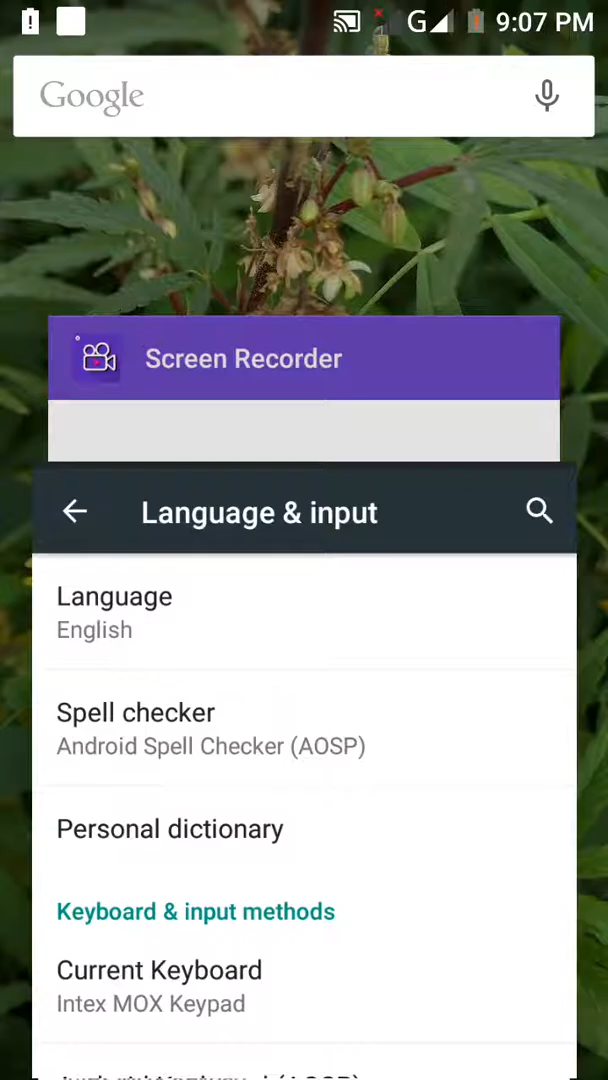 G 9:07 PM
Google
Screen Recorder
Language & input
Language
English
Spell checker
Android Spell Checker (AOSP)
Personal dictionary
Keyboard & input methods
Current Keyboard
Intex MOX Keypad